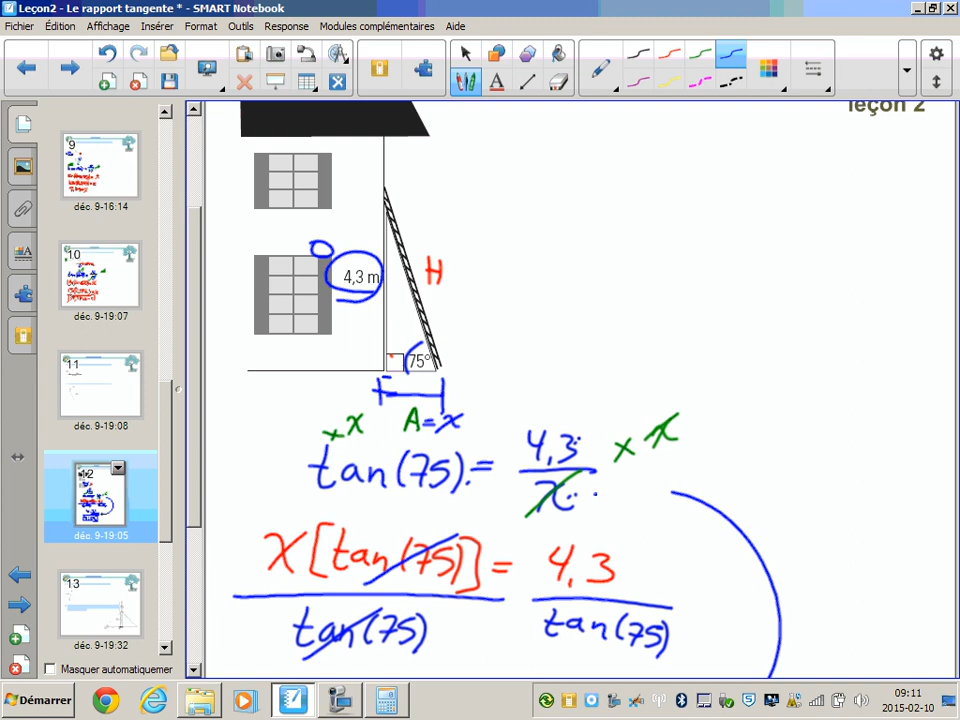 Leçon2 - Le rapport tangente * - SMART Notebook
Fichier Édition Affichage Insérer Format Outils Response Modules complémentaires Aide
leçon 2
9
déc. 9-16:14
10
déc. 9-19:07
11
déc. 9-19:08
12
déc. 9-19:05
13
déc. 9-19:32
Masquer automatiquemer
O
4,3 m
H
75°
A=x
x x
tan(75) = 4,3 / x x x
x[tan(75)] = 4,3
tan(75) tan(75)
Démarrer
09:11
2015-02-10